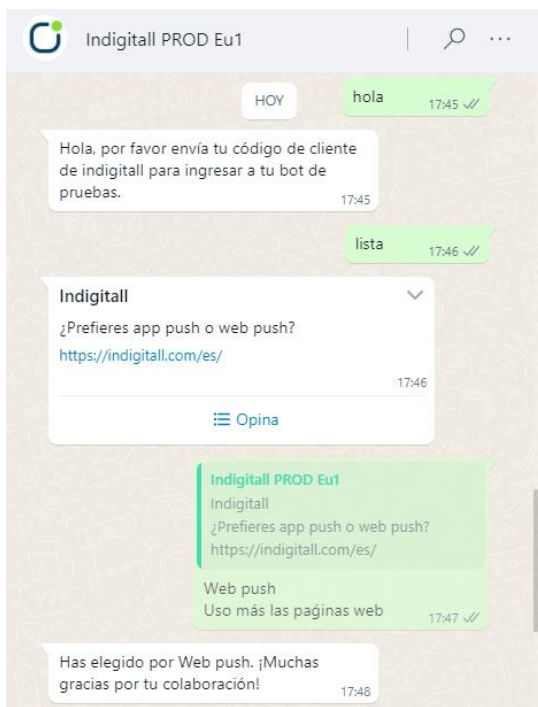 Indigitall PROD Eu1
HOY
hola
17:45
Hola, por favor envía tu código de cliente
de indigitall para ingresar a tu bot de
pruebas.
17:45
lista
17:46
Indigitall
¿Prefieres app push o web push?
https://indigitall.com/es/
17:46
Opina
Indigitall PROD Eu1
Indigitall
¿Prefieres app push o web push?
https://indigitall.com/es/
Web push
Uso más las paǵinas web
17:47
Has elegido por Web push. ¡Muchas
gracias por tu colaboración!
17:48